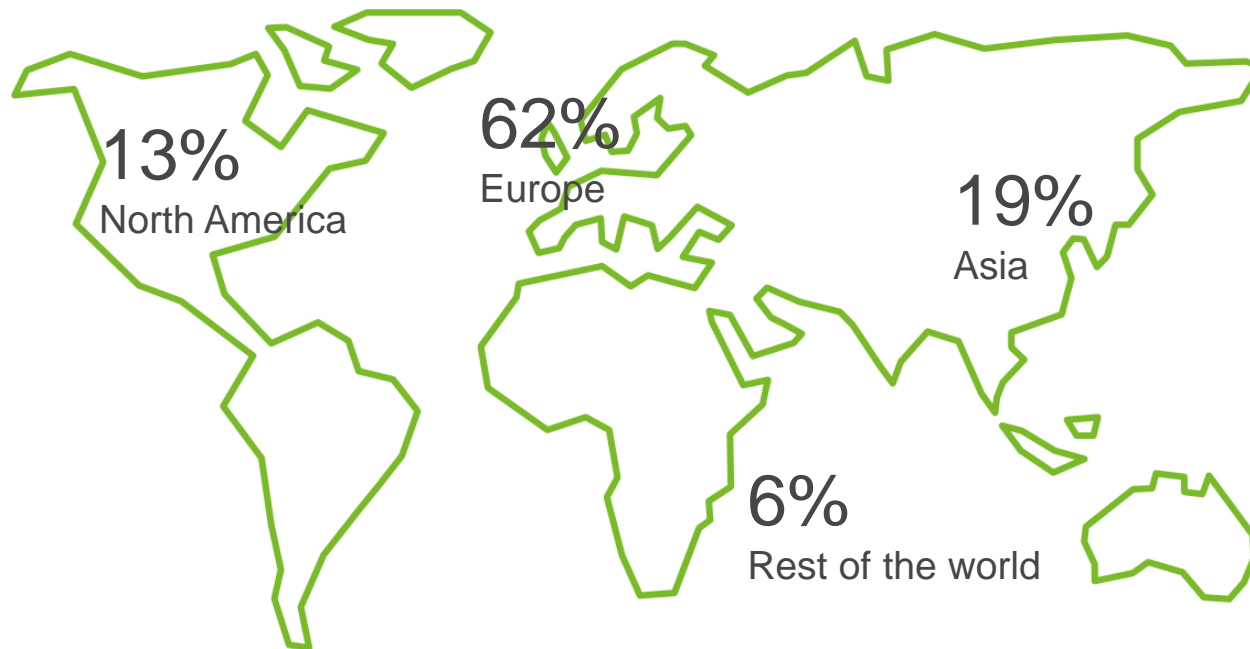 13%
North America
62%
Europe
19%
Asia
6%
Rest of the world